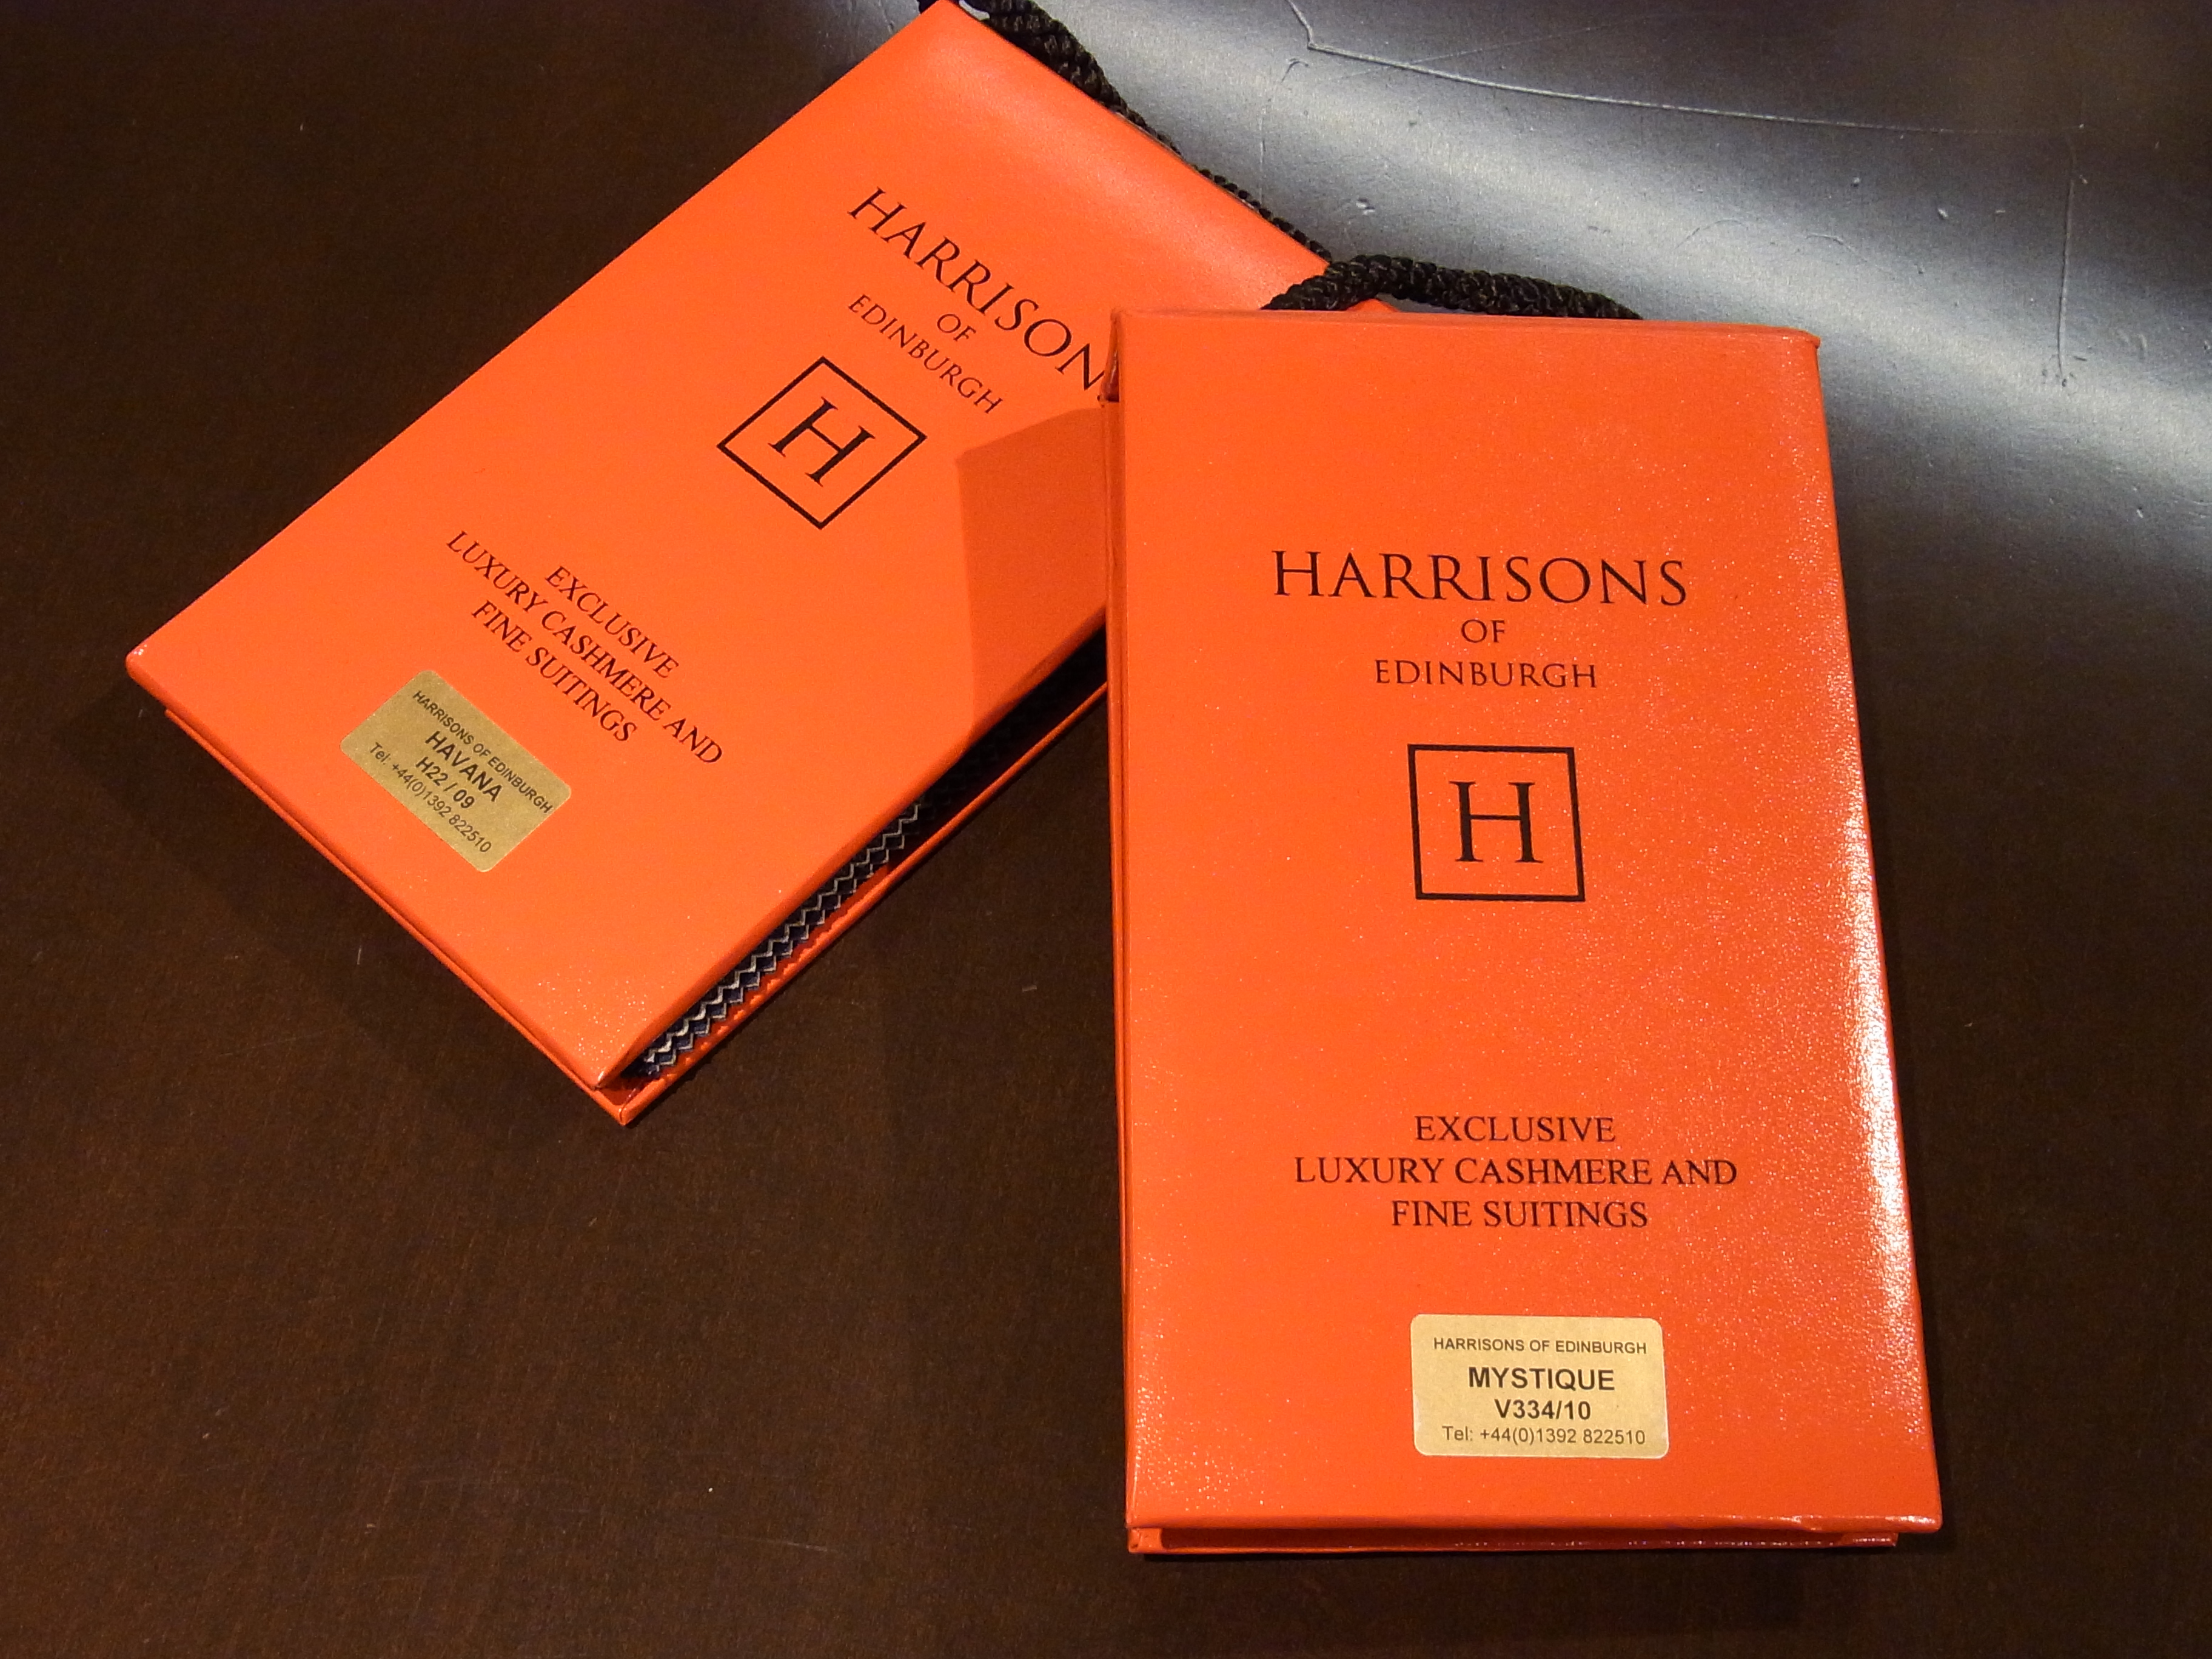 HARRISONS
OF
EDINBURGH
H
EXCLUSIVE
LUXURY CASHMERE AND
FINE SUITINGS
HARRISONS OF EDINBURGH
HAVANA
H22 / 09
Tel: +44(0)1392 822510
HARRISONS
OF
EDINBURGH
H
EXCLUSIVE
LUXURY CASHMERE AND
FINE SUITINGS
HARRISONS OF EDINBURGH
MYSTIQUE
V334/10
Tel: +44(0)1392 822510